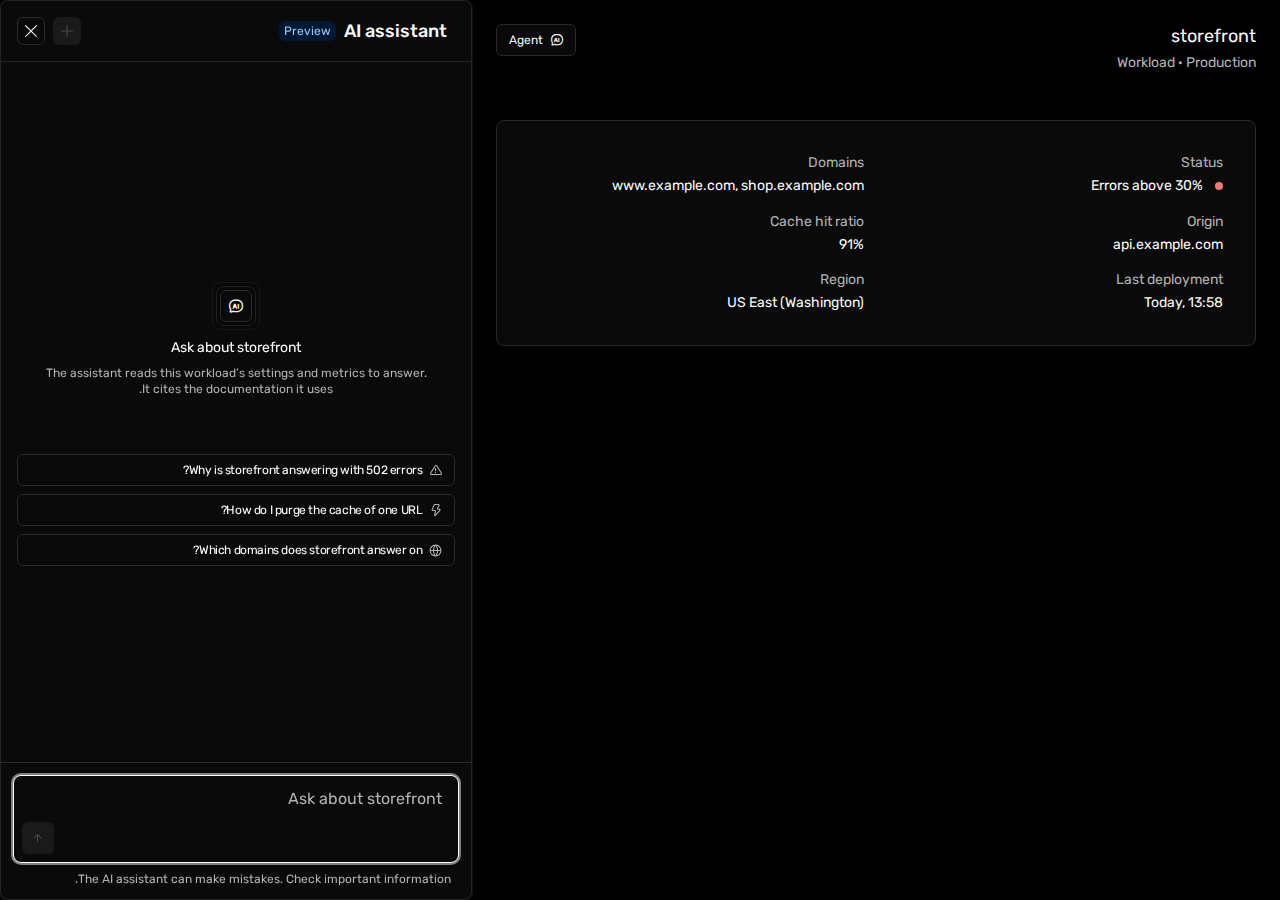 storefront
Workload • Production
Agent
Status
Errors above 30%
Domains
www.example.com, shop.example.com
Origin
api.example.com
Cache hit ratio
91%
Last deployment
Today, 13:58
Region
US East (Washington)
AI assistant
Preview
Ask about storefront
The assistant reads this workload’s settings and metrics to answer.
It cites the documentation it uses.
Why is storefront answering with 502 errors?
How do I purge the cache of one URL?
Which domains does storefront answer on?
Ask about storefront
The AI assistant can make mistakes. Check important information.